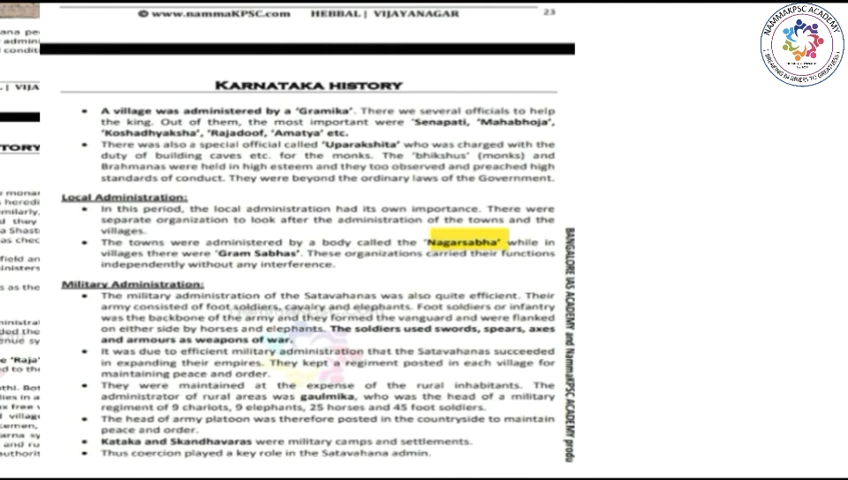 © www.nammaKPSC.com HEBBAL | VIJAYANAGAR 23
KARNATAKA HISTORY
• A village was administered by a 'Gramika'. There we several officials to help
the king. Out of them, the most important were 'Senapati, 'Mahabhoja',
'Koshadhyaksha', 'Rajadoof, 'Amatya' etc.
• There was also a special official called 'Uparakshita' who was charged with the
duty of building caves etc. for the monks. The 'bhikshus' (monks) and
Brahmanas were held in high esteem and they too observed and preached high
standards of conduct. They were beyond the ordinary laws of the Government.
Local Administration:
• In this period, the local administration had its own importance. There were
separate organization to look after the administration of the towns and the
villages.
• The towns were administered by a body called the 'Nagarsabha' while in
villages there were 'Gram Sabhas'. These organizations carried their functions
independently without any interference.
Military Administration:
• The military administration of the Satavahanas was also quite efficient. Their
army consisted of foot soldiers, cavalry and elephants. Foot soldiers or infantry
was the backbone of the army and they formed the vanguard and were flanked
on either side by horses and elephants. The soldiers used swords, spears, axes
and armours as weapons of war.
• It was due to efficient military administration that the Satavahanas succeeded
in expanding their empires. They kept a regiment posted in each village for
maintaining peace and order.
• They were maintained at the expense of the rural inhabitants. The
administrator of rural areas was gaulmika, who was the head of a military
regiment of 9 chariots, 9 elephants, 25 horses and 45 foot soldiers.
• The head of army platoon was therefore posted in the countryside to maintain
peace and order.
• Kataka and Skandhavaras were military camps and settlements.
• Thus coercion played a key role in the Satavahana admin.
BANGALORE IAS ACADEMY and NammaKPSC ACADEMY produ
NAMMAKPSC ACADEMY